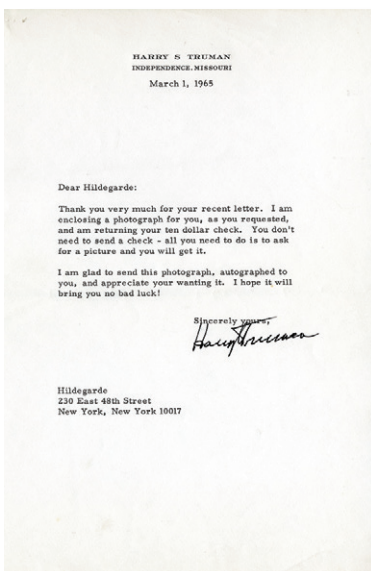 HARRY S TRUMAN
INDEPENDENCE, MISSOURI
March 1, 1965
Dear Hildegarde:
Thank you very much for your recent letter. I am
enclosing a photograph for you, as you requested,
and am returning your ten dollar check. You don't
need to send a check - all you need to do is to ask
for a picture and you will get it.
I am glad to send this photograph, autographed to
you, and appreciate your wanting it. I hope it will
bring you no bad luck!
Sincerely yours,
Harry Truman
Hildegarde
230 East 48th Street
New York, New York 10017